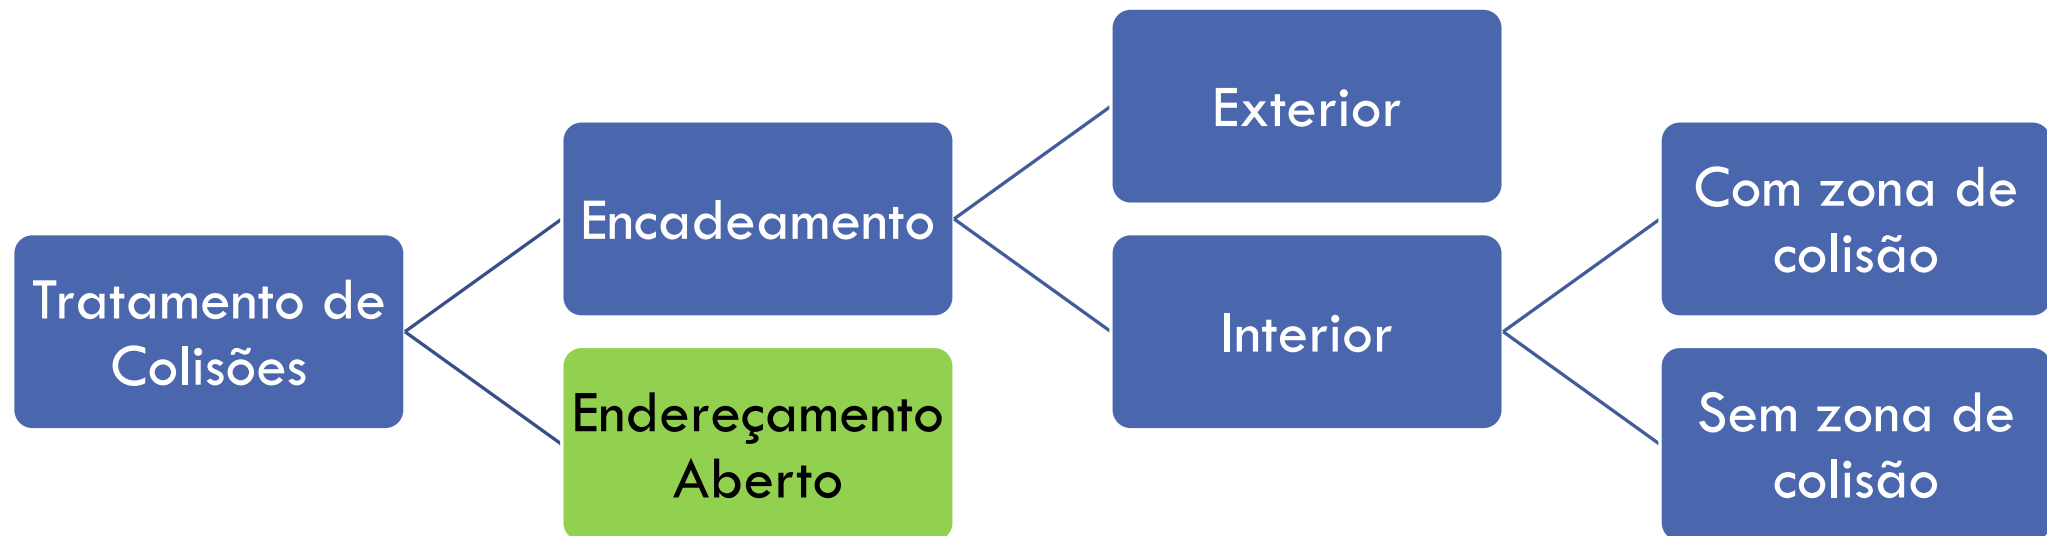 Tratamento de
Colisões
Encadeamento
Endereçamento
Aberto
Exterior
Interior
Com zona de
colisão
Sem zona de
colisão